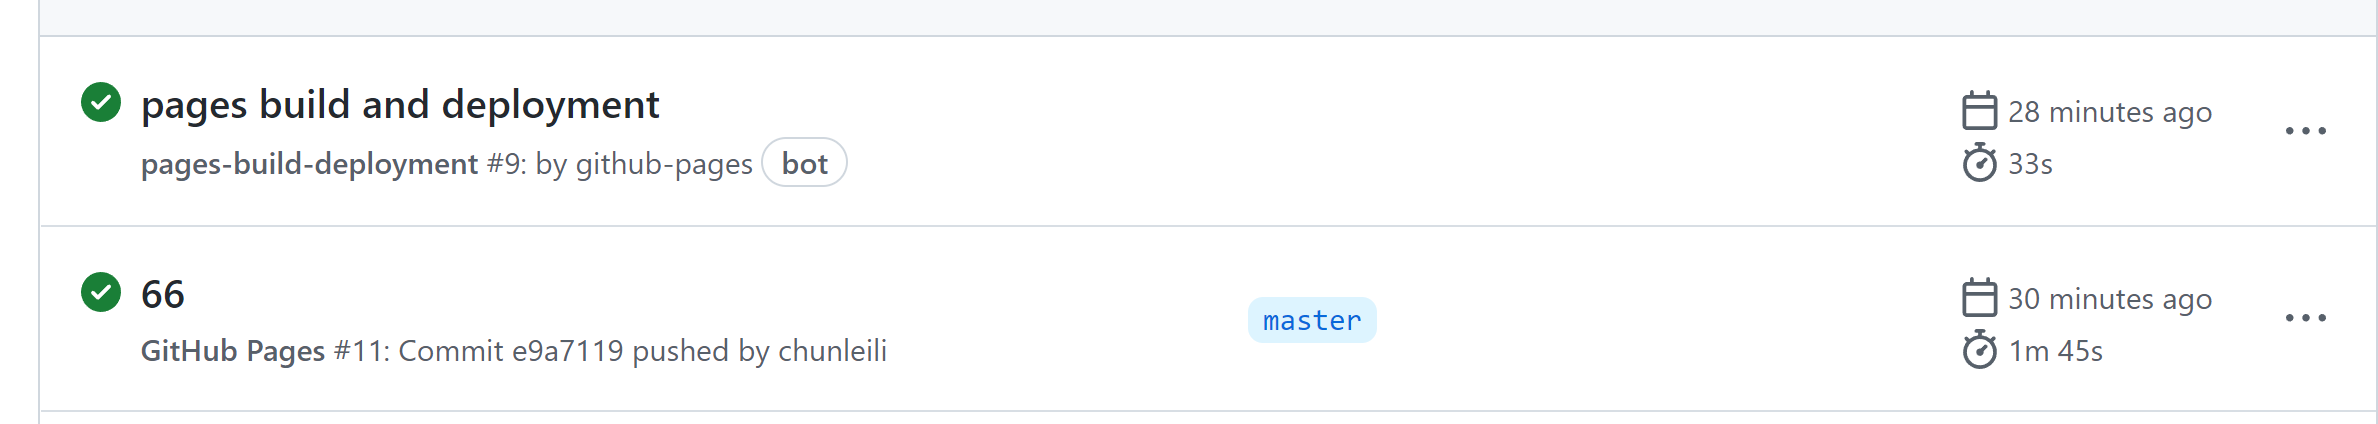 pages build and deployment
28 minutes ago
pages-build-deployment #9: by github-pages bot
33s
66
30 minutes ago
master
GitHub Pages #11: Commit e9a7119 pushed by chunleili
1m 45s